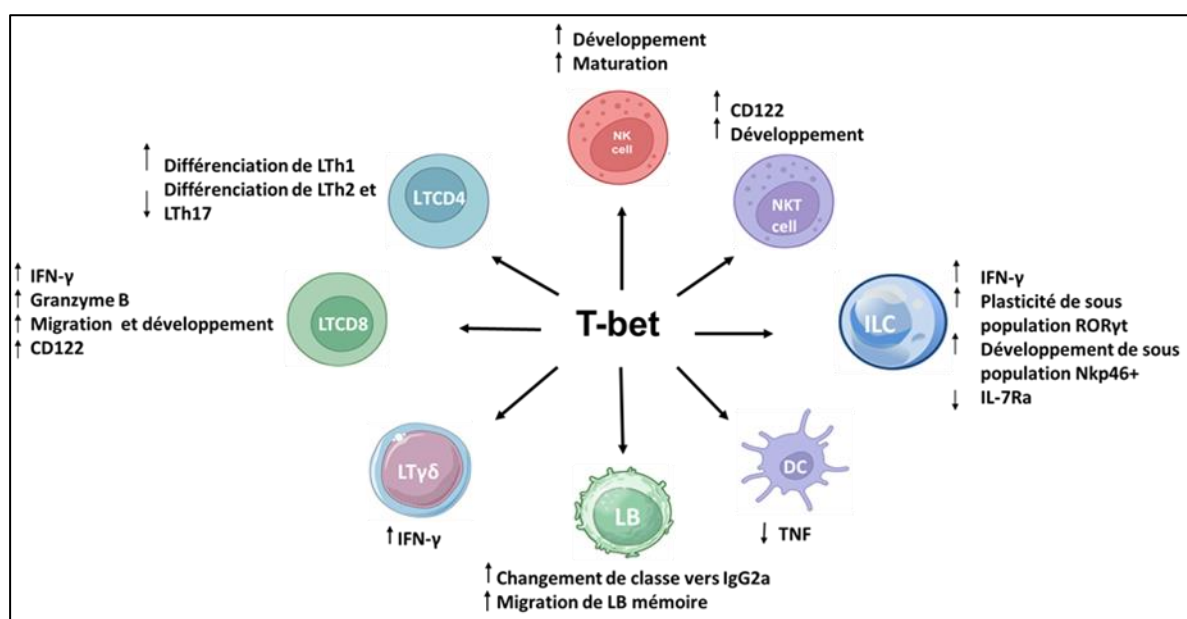 ↑ Développement
↑ Maturation
NK
cell
↑ CD122
↑ Développement
NKT
cell
↑ Différenciation de LTh1
Différenciation de LTh2 et
↓ LTh17
LTCD4
↑ IFN-γ
↑ Granzyme B
↑ Migration et développement
↑ CD122
LTCD8
T-bet
ILC
↑ IFN-γ
↑ Plasticité de sous
population RORγt
↑ Développement de sous
population Nkp46+
↓ IL-7Ra
LTγδ
↑ IFN-γ
LB
↑ Changement de classe vers IgG2a
↑ Migration de LB mémoire
DC
↓ TNF